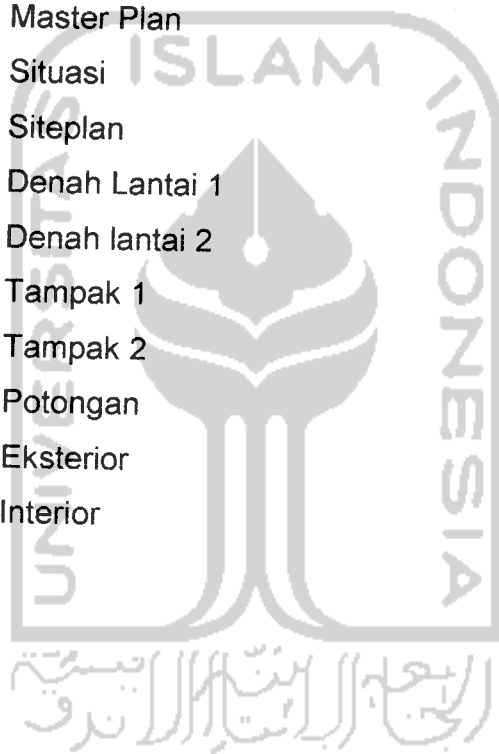 Master Plan
Situasi
Siteplan
Denah Lantai 1
Denah lantai 2
Tampak 1
Tampak 2
Potongan
Eksterior
Interior
UNIVERSITAS
ISLAM
INDONESIA